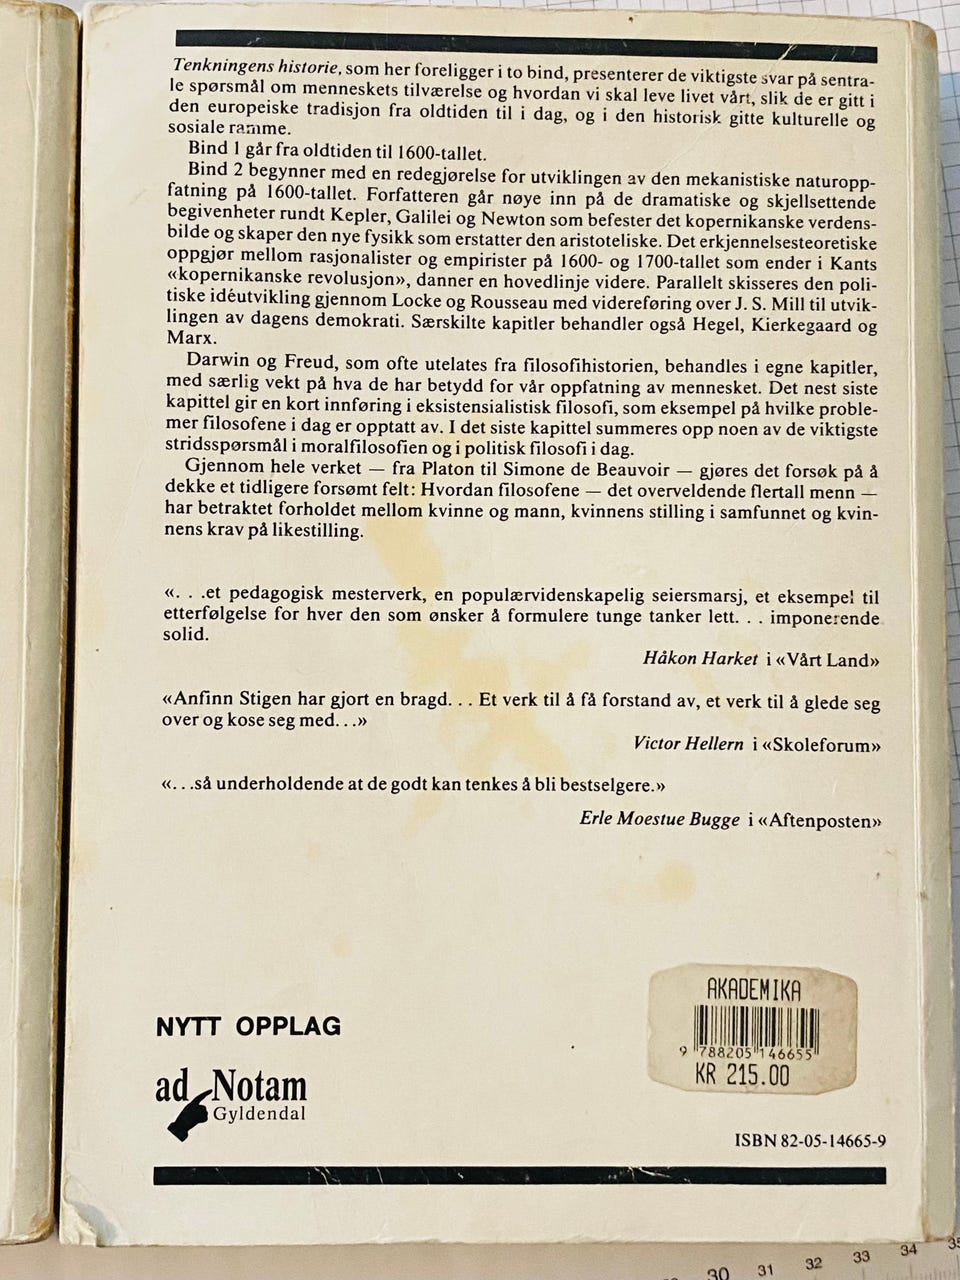 Tenkningens historie, som her foreligger i to bind, presenterer de viktigste svar på sentra-
le spørsmål om menneskets tilværelse og hvordan vi skal leve livet vårt, slik de er gitt i
den europeiske tradisjon fra oldtiden til i dag, og i den historisk gitte kulturelle og
sosiale ramme.
Bind 1 går fra oldtiden til 1600-tallet.
Bind 2 begynner med en redegjørelse for utviklingen av den mekanistiske naturopp-
fatning på 1600-tallet. Forfatteren går nøye inn på de dramatiske og skjellsettende
begivenheter rundt Kepler, Galilei og Newton som befester det kopernikanske verdens-
bilde og skaper den nye fysikk som erstatter den aristoteliske. Det erkjennelsesteoretiske
oppgjør mellom rasjonalister og empirister på 1600- og 1700-tallet som ender i Kants
«kopernikanske revolusjon», danner en hovedlinje videre. Parallelt skisseres den poli-
tiske idéutvikling gjennom Locke og Rousseau med videreføring over J. S. Mill til utvik-
lingen av dagens demokrati. Særskilte kapitler behandler også Hegel, Kierkegaard og
Marx.
Darwin og Freud, som ofte utelates fra filosofihistorien, behandles i egne kapitler,
med særlig vekt på hva de har betydd for vår oppfatning av mennesket. Det nest siste
kapittel gir en kort innføring i eksistensialistisk filosofi, som eksempel på hvilke proble-
mer filosofene i dag er opptatt av. I det siste kapittel summeres opp noen av de viktigste
stridsspørsmål i moralfilosofien og i politisk filosofi i dag.
Gjennom hele verket — fra Platon til Simone de Beauvoir — gjøres det forsøk på å
dekke et tidligere forsømt felt: Hvordan filosofene — det overveldende flertall menn —
har betraktet forholdet mellom kvinne og mann, kvinnens stilling i samfunnet og kvin-
nens krav på likestilling.
«. . .et pedagogisk mesterverk, en populærvidenskapelig seiersmarsj, et eksempel til
etterfølgelse for hver den som ønsker å formulere tunge tanker lett. . . imponerende
solid.
Håkon Harket i «Vårt Land»
«Anfinn Stigen har gjort en bragd. . . Et verk til å få forstand av, et verk til å glede seg
over og kose seg med. . .»
Victor Hellern i «Skoleforum»
«. . .så underholdende at de godt kan tenkes å bli bestselgere.»
Erle Moestue Bugge i «Aftenposten»
AKADEMIKA
9 788205 146655
KR 215.00
NYTT OPPLAG
ad Notam
Gyldendal
ISBN 82-05-14665-9
30 31 32 33 34 35